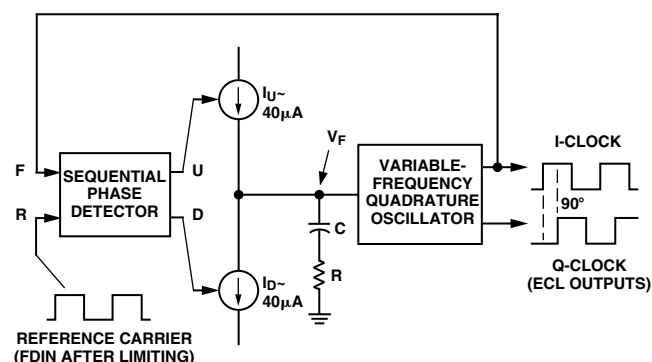 I_U~
40μA
V_F
I-CLOCK
F
U
SEQUENTIAL
PHASE
DETECTOR
VARIABLE-
FREQUENCY
QUADRATURE
OSCILLATOR
R
D
C
90°
R
I_D~
40μA
Q-CLOCK
(ECL OUTPUTS)
REFERENCE CARRIER
(FDIN AFTER LIMITING)